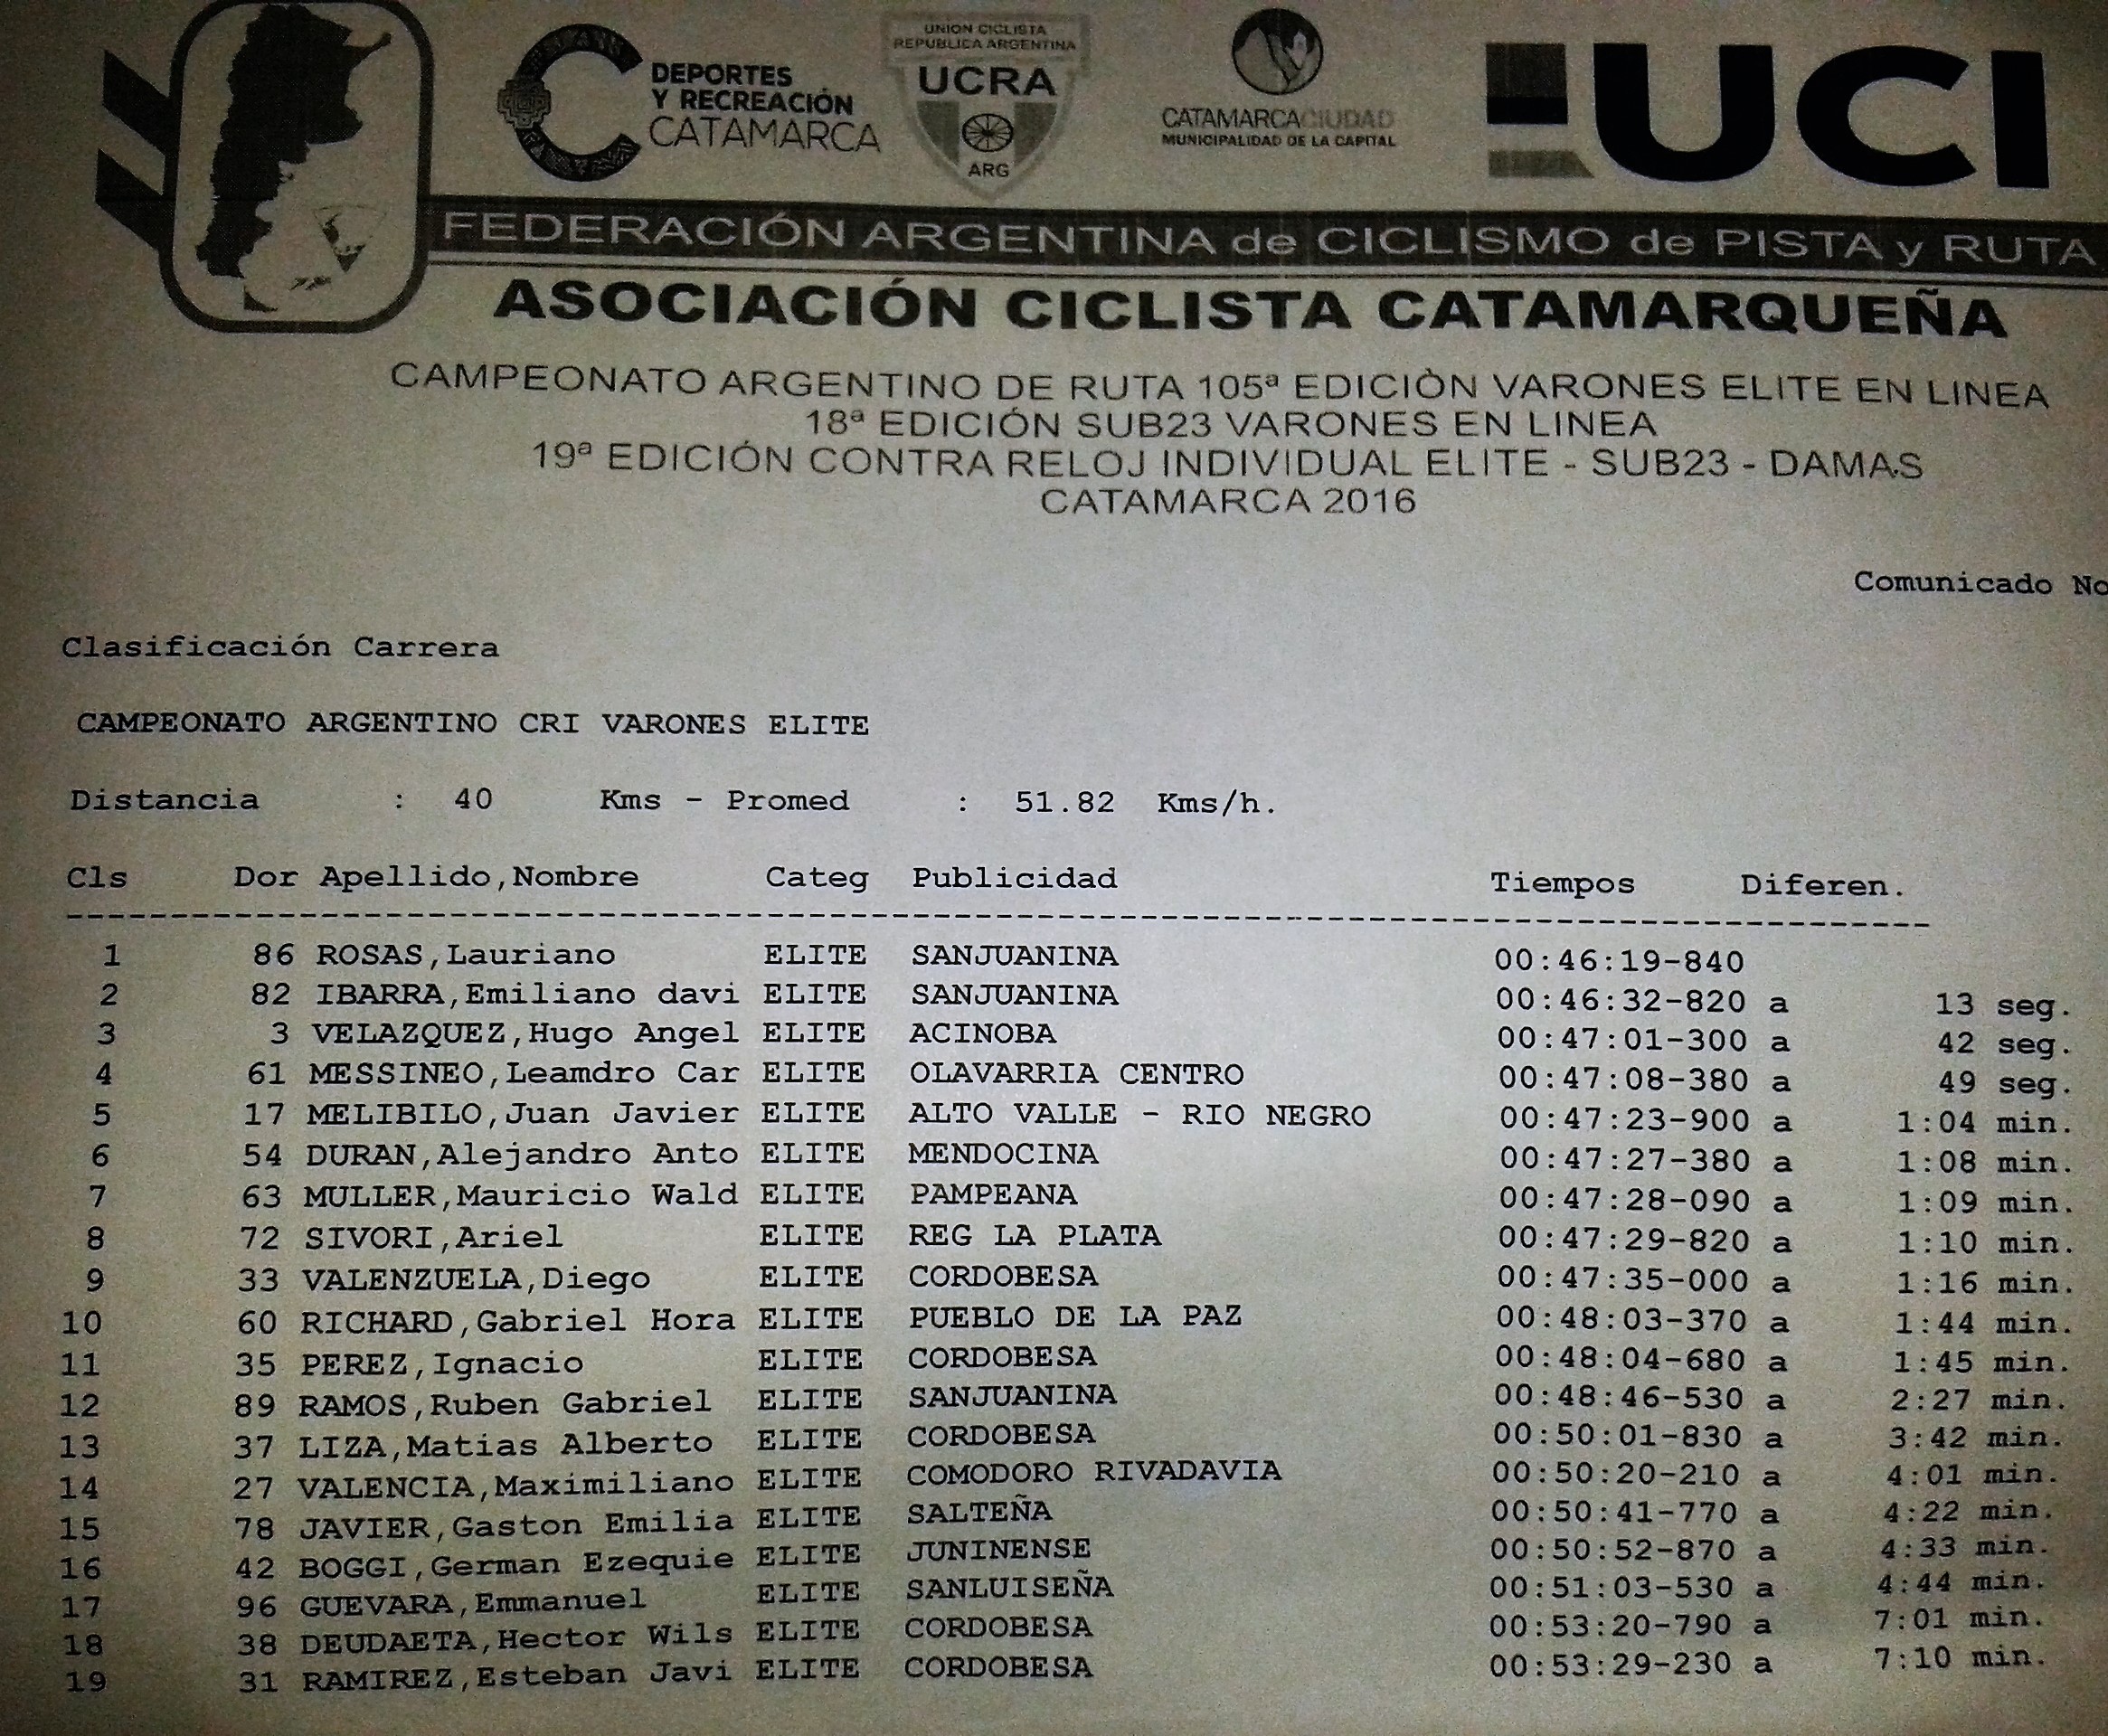 DEPORTES
Y RECREACIÓN
CATAMARCA
UNION CICLISTA
REPUBLICA ARGENTINA
UCRA
ARG
CATAMARCACIUDAD
MUNICIPALIDAD DE LA CAPITAL
UCI
FEDERACIÓN ARGENTINA de CICLISMO de PISTA y RUTA
ASOCIACIÓN CICLISTA CATAMARQUEÑA
CAMPEONATO ARGENTINO DE RUTA 105ª EDICIÒN VARONES ELITE EN LINEA
18ª EDICIÓN SUB23 VARONES EN LINEA
19ª EDICIÓN CONTRA RELOJ INDIVIDUAL ELITE - SUB23 - DAMAS
CATAMARCA 2016
Comunicado No
Clasificación Carrera
CAMPEONATO ARGENTINO CRI VARONES ELITE
Distancia : 40 Kms - Promed : 51.82 Kms/h.
Cls Dor Apellido,Nombre Categ Publicidad Tiempos Diferen.
1 86 ROSAS,Lauriano ELITE SANJUANINA 00:46:19-840
2 82 IBARRA,Emiliano davi ELITE SANJUANINA 00:46:32-820 a 13 seg.
3 3 VELAZQUEZ,Hugo Angel ELITE ACINOBA 00:47:01-300 a 42 seg.
4 61 MESSINEO,Leamdro Car ELITE OLAVARRIA CENTRO 00:47:08-380 a 49 seg.
5 17 MELIBILO,Juan Javier ELITE ALTO VALLE - RIO NEGRO 00:47:23-900 a 1:04 min.
6 54 DURAN,Alejandro Anto ELITE MENDOCINA 00:47:27-380 a 1:08 min.
7 63 MULLER,Mauricio Wald ELITE PAMPEANA 00:47:28-090 a 1:09 min.
8 72 SIVORI,Ariel ELITE REG LA PLATA 00:47:29-820 a 1:10 min.
9 33 VALENZUELA,Diego ELITE CORDOBESA 00:47:35-000 a 1:16 min.
10 60 RICHARD,Gabriel Hora ELITE PUEBLO DE LA PAZ 00:48:03-370 a 1:44 min.
11 35 PEREZ,Ignacio ELITE CORDOBESA 00:48:04-680 a 1:45 min.
12 89 RAMOS,Ruben Gabriel ELITE SANJUANINA 00:48:46-530 a 2:27 min.
13 37 LIZA,Matias Alberto ELITE CORDOBESA 00:50:01-830 a 3:42 min.
14 27 VALENCIA,Maximiliano ELITE COMODORO RIVADAVIA 00:50:20-210 a 4:01 min.
15 78 JAVIER,Gaston Emilia ELITE SALTEÑA 00:50:41-770 a 4:22 min.
16 42 BOGGI,German Ezequie ELITE JUNINENSE 00:50:52-870 a 4:33 min.
17 96 GUEVARA,Emmanuel ELITE SANLUISEÑA 00:51:03-530 a 4:44 min.
18 38 DEUDAETA,Hector Wils ELITE CORDOBESA 00:53:20-790 a 7:01 min.
19 31 RAMIREZ,Esteban Javi ELITE CORDOBESA 00:53:29-230 a 7:10 min.